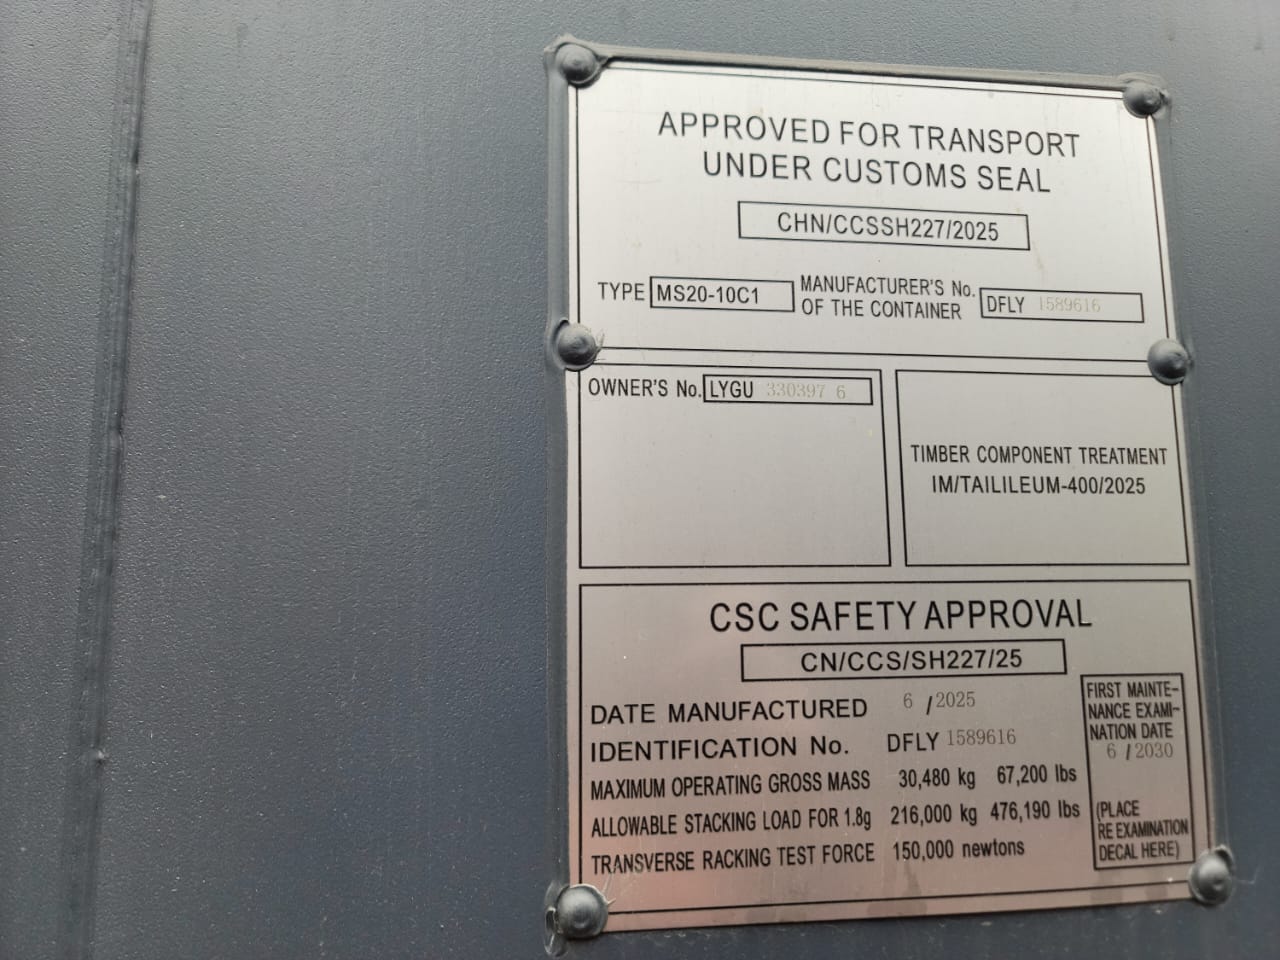 APPROVED FOR TRANSPORT
UNDER CUSTOMS SEAL
CHN/CCSSH227/2025
TYPE MS20-10C1 MANUFACTURER'S No.
OF THE CONTAINER DFLY 1589616
OWNER'S No. LYGU 330397 6
TIMBER COMPONENT TREATMENT
IM/TAILILEUM-400/2025
CSC SAFETY APPROVAL
CN/CCS/SH227/25
DATE MANUFACTURED 6 / 2025
IDENTIFICATION No. DFLY 1589616
MAXIMUM OPERATING GROSS MASS 30,480 kg 67,200 lbs
ALLOWABLE STACKING LOAD FOR 1.8g 216,000 kg 476,190 lbs
TRANSVERSE RACKING TEST FORCE 150,000 newtons
FIRST MAINTE-
NANCE EXAMI-
NATION DATE
6 / 2030
(PLACE
RE EXAMINATION
DECAL HERE)